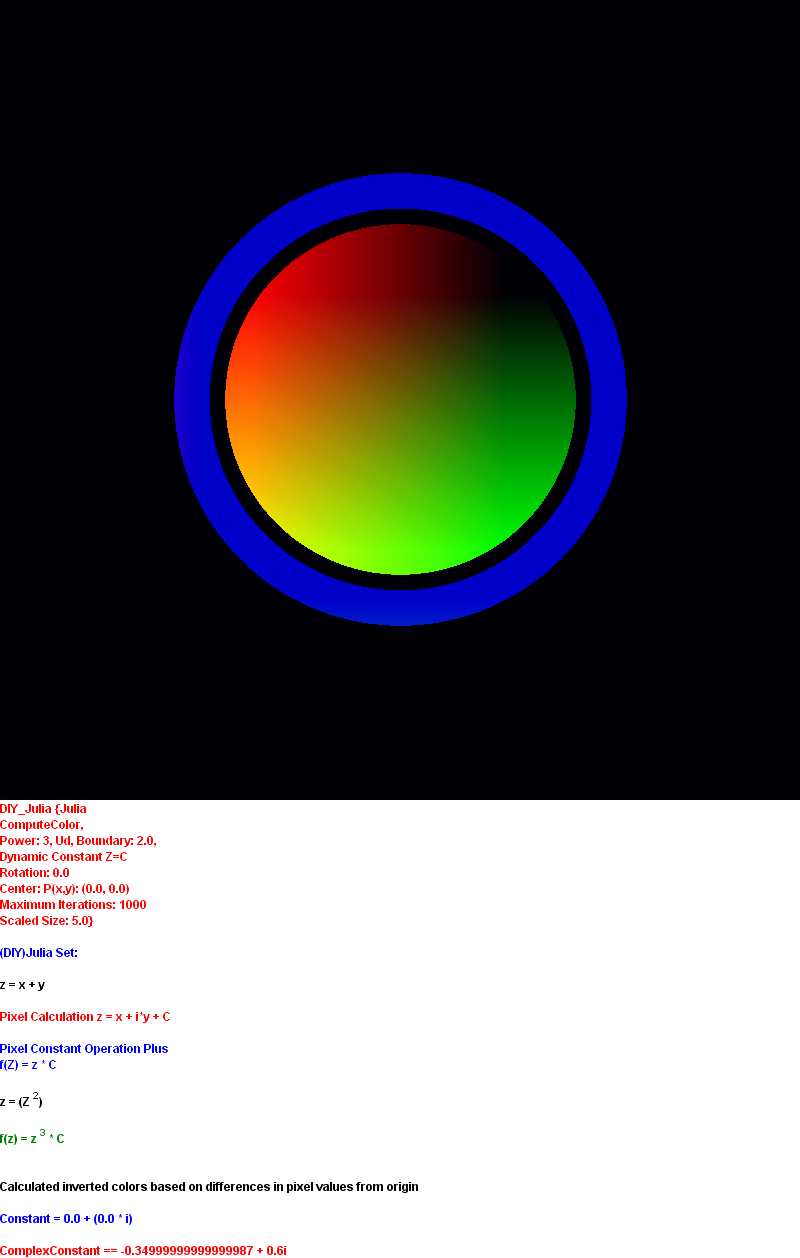 DIY_Julia {Julia
ComputeColor,
Power: 3, Ud, Boundary: 2.0,
Dynamic Constant Z=C
Rotation: 0.0
Center: P(x,y): (0.0, 0.0)
Maximum Iterations: 1000
Scaled Size: 5.0}
(DIY)Julia Set:
z = x + y
Pixel Calculation z = x + i*y + C
Pixel Constant Operation Plus
f(Z) = z * C
z = (Z ²)
f(z) = z ³ * C
Calculated inverted colors based on differences in pixel values from origin
Constant = 0.0 + (0.0 * i)
ComplexConstant == -0.34999999999999987 + 0.6i